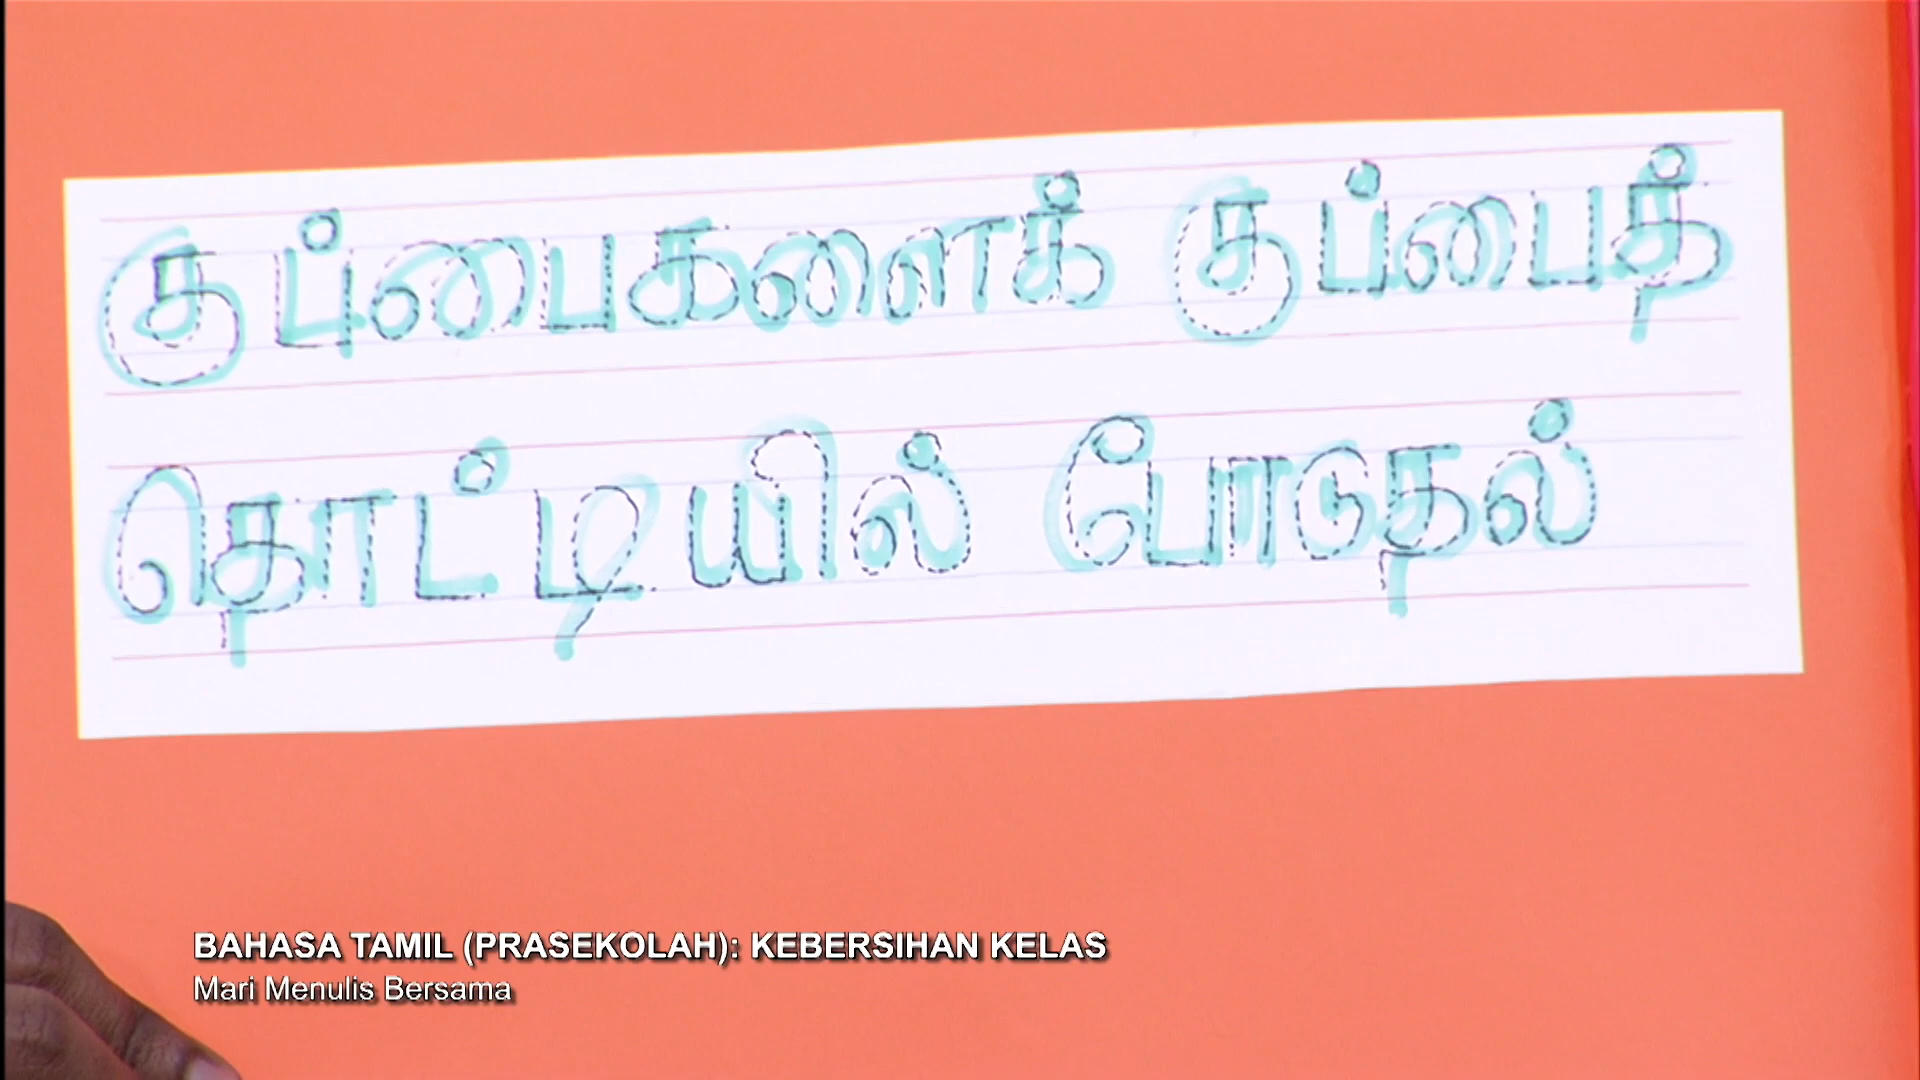 குப்பைகளைக் குப்பைத்
தொட்டியில் போடுதல்
BAHASA TAMIL (PRASEKOLAH): KEBERSIHAN KELAS
Mari Menulis Bersama